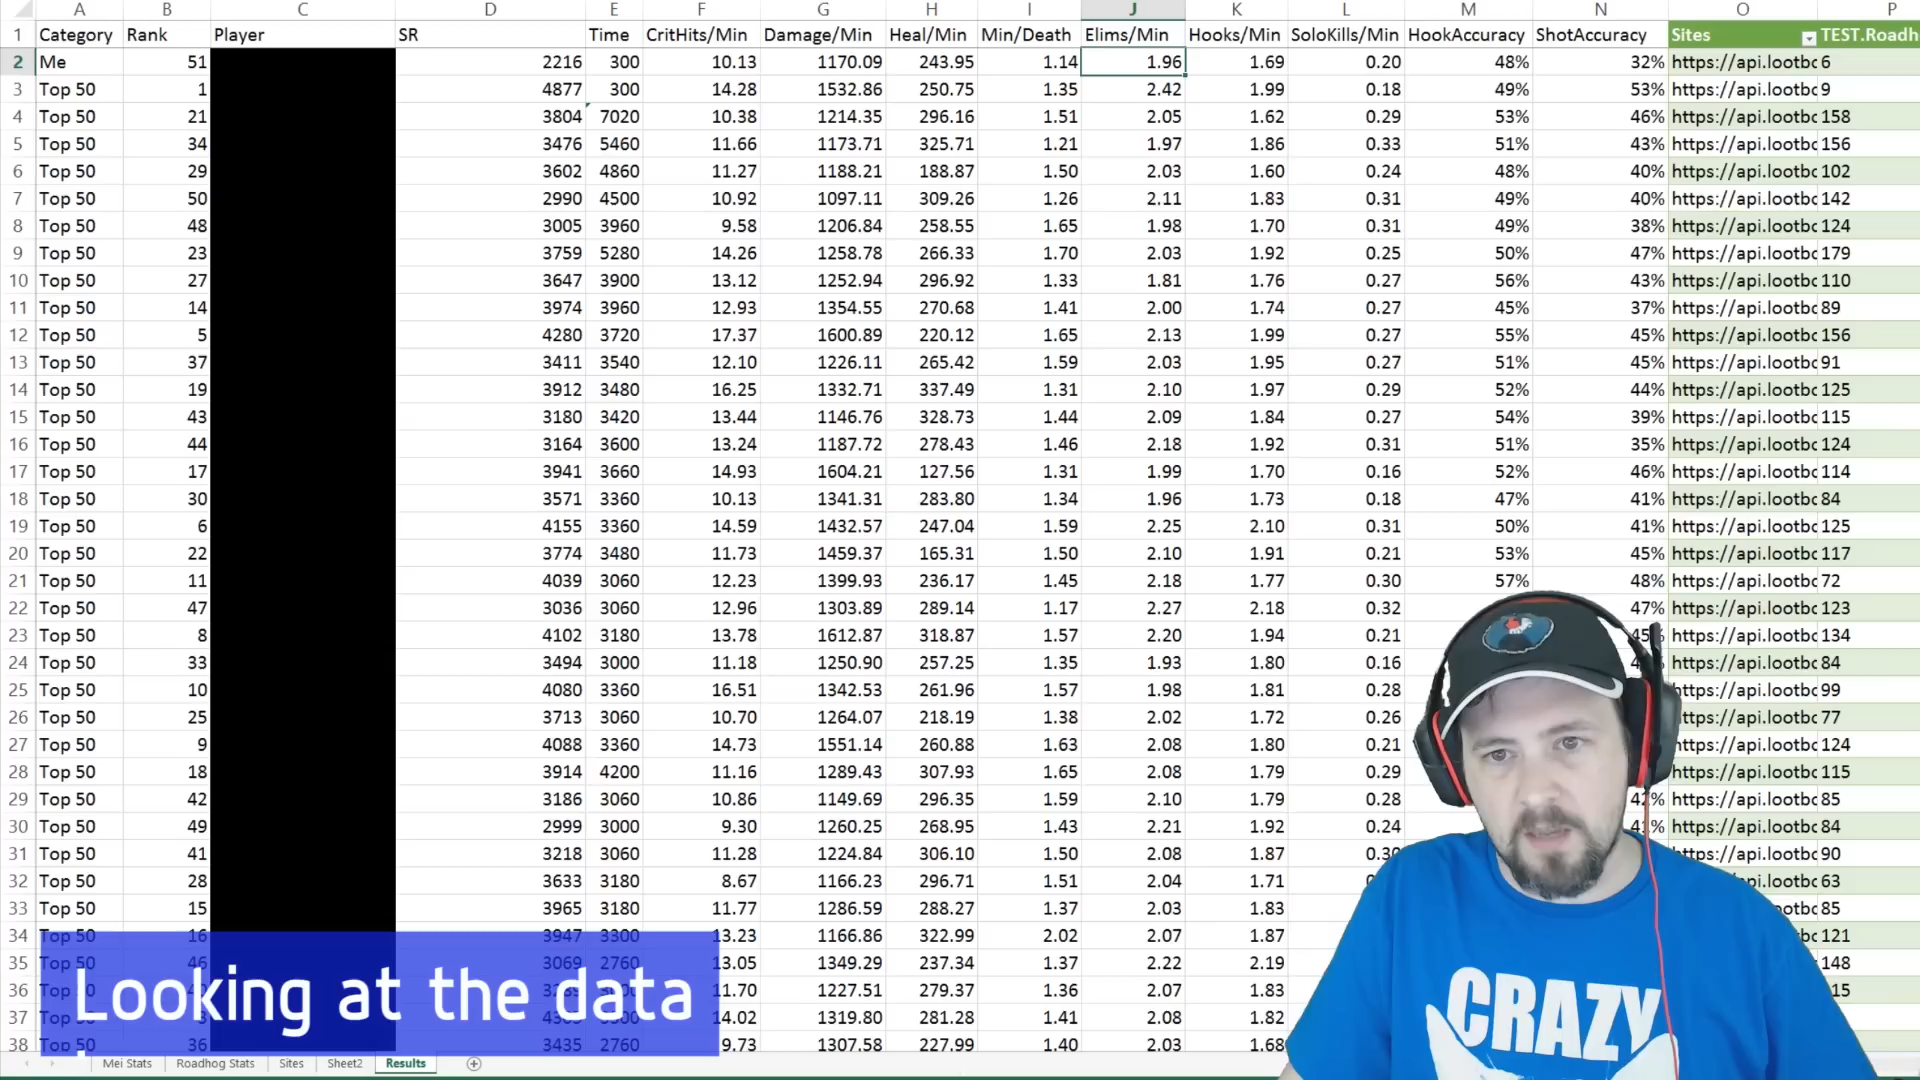 A B C D E F G H I J K L M N O P
1 Category Rank Player SR Time CritHits/Min Damage/Min Heal/Min Min/Death Elims/Min Hooks/Min SoloKills/Min HookAccuracy ShotAccuracy Sites TEST.Roadh
2 Me 51 2216 300 10.13 1170.09 243.95 1.14 1.96 1.69 0.20 48% 32% https://api.lootbc 6
3 Top 50 1 4877 300 14.28 1532.86 250.75 1.35 2.42 1.99 0.18 49% 53% https://api.lootbc 9
4 Top 50 21 3804 7020 10.38 1214.35 296.16 1.51 2.05 1.62 0.29 53% 46% https://api.lootbc 158
5 Top 50 34 3476 5460 11.66 1173.71 325.71 1.21 1.97 1.86 0.33 51% 43% https://api.lootbc 156
6 Top 50 29 3602 4860 11.27 1188.21 188.87 1.50 2.03 1.60 0.24 48% 40% https://api.lootbc 102
7 Top 50 50 2990 4500 10.92 1097.11 309.26 1.26 2.11 1.83 0.31 49% 40% https://api.lootbc 142
8 Top 50 48 3005 3960 9.58 1206.84 258.55 1.65 1.98 1.70 0.31 49% 38% https://api.lootbc 124
9 Top 50 23 3759 5280 14.26 1258.78 266.33 1.70 2.03 1.92 0.25 50% 47% https://api.lootbc 179
10 Top 50 27 3647 3900 13.12 1252.94 296.92 1.33 1.81 1.76 0.27 56% 43% https://api.lootbc 110
11 Top 50 14 3974 3960 12.93 1354.55 270.68 1.41 2.00 1.74 0.27 45% 37% https://api.lootbc 89
12 Top 50 5 4280 3720 17.37 1600.89 220.12 1.65 2.13 1.99 0.27 55% 45% https://api.lootbc 156
13 Top 50 37 3411 3540 12.10 1226.11 265.42 1.59 2.03 1.95 0.27 51% 45% https://api.lootbc 91
14 Top 50 19 3912 3480 16.25 1332.71 337.49 1.31 2.10 1.97 0.29 52% 44% https://api.lootbc 125
15 Top 50 43 3180 3420 13.44 1146.76 328.73 1.44 2.09 1.84 0.27 54% 39% https://api.lootbc 115
16 Top 50 44 3164 3600 13.24 1187.72 278.43 1.46 2.18 1.92 0.31 51% 35% https://api.lootbc 124
17 Top 50 17 3941 3660 14.93 1604.21 127.56 1.31 1.99 1.70 0.16 52% 46% https://api.lootbc 114
18 Top 50 30 3571 3360 10.13 1341.31 283.80 1.34 1.96 1.73 0.18 47% 41% https://api.lootbc 84
19 Top 50 6 4155 3360 14.59 1432.57 247.04 1.59 2.25 2.10 0.31 50% 41% https://api.lootbc 125
20 Top 50 22 3774 3480 11.73 1459.37 165.31 1.50 2.10 1.91 0.21 53% 45% https://api.lootbc 117
21 Top 50 11 4039 3060 12.23 1399.93 236.17 1.45 2.18 1.77 0.30 57% 48% https://api.lootbc 72
22 Top 50 47 3036 3060 12.96 1303.89 289.14 1.17 2.27 2.18 0.32 47% https://api.lootbc 123
23 Top 50 8 4102 3180 13.78 1612.87 318.87 1.57 2.20 1.94 0.21 https://api.lootbc 134
24 Top 50 33 3494 3000 11.18 1250.90 257.25 1.35 1.93 1.80 0.16 https://api.lootbc 84
25 Top 50 10 4080 3360 16.51 1342.53 261.96 1.57 1.98 1.81 0.28 https://api.lootbc 99
26 Top 50 25 3713 3060 10.70 1264.07 218.19 1.38 2.02 1.72 0.26 https://api.lootbc 77
27 Top 50 9 4088 3360 14.73 1551.14 260.88 1.63 2.08 1.80 0.21 https://api.lootbc 124
28 Top 50 18 3914 4200 11.16 1289.43 307.93 1.65 2.08 1.79 0.29 https://api.lootbc 115
29 Top 50 42 3186 3060 10.86 1149.69 296.35 1.59 2.10 1.79 0.28 42% https://api.lootbc 85
30 Top 50 49 2999 3000 9.30 1260.25 268.95 1.43 2.21 1.92 0.24 https://api.lootbc 84
31 Top 50 41 3218 3060 11.28 1224.84 306.10 1.50 2.08 1.87 0.30 https://api.lootbc 90
32 Top 50 28 3633 3180 8.67 1166.23 296.71 1.51 2.04 1.71 63
33 Top 50 15 3965 3180 11.77 1286.59 288.27 1.37 2.03 1.83 85
34 Top 50 16 3947 3300 13.23 1166.86 322.99 2.02 2.07 1.87 121
35 Top 50 46 3069 2760 13.05 1349.29 237.34 1.37 2.22 2.19 148
36 Top 50 11.70 1227.51 279.37 1.36 2.07 1.83
37 Top 50 14.02 1319.80 281.28 1.41 2.08 1.82
38 Top 50 36 3435 2760 9.73 1307.58 227.99 1.40 2.03 1.68
Looking at the data
CRAZY
Mei Stats Roadhog Stats Sites Sheet2 Results